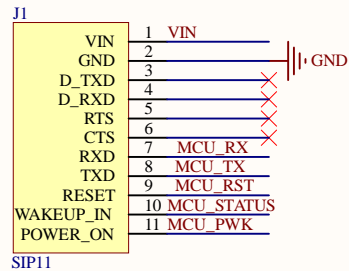 J1
VIN 1 VIN
GND 2 GND
D_TXD 3
D_RXD 4
RTS 5
CTS 6
RXD 7 MCU_RX
TXD 8 MCU_TX
RESET 9 MCU_RST
WAKEUP_IN 10 MCU_STATUS
POWER_ON 11 MCU_PWK
SIP11